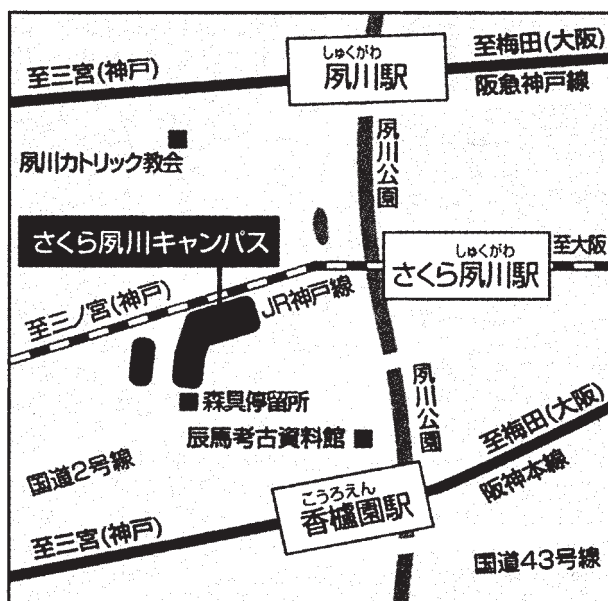 しゅくがわ
夙川駅
至梅田(大阪)
阪急神戸線
至三宮(神戸)
夙川カトリック教会
夙川公園
さくら夙川キャンパス
しゅくがわ
さくら夙川駅
至大阪
至三ノ宮(神戸)
JR神戸線
森具停留所
辰馬考古資料館
夙川公園
国道2号線
至梅田(大阪)
阪神本線
こうろえん
香櫨園駅
至三宮(神戸)
国道43号線